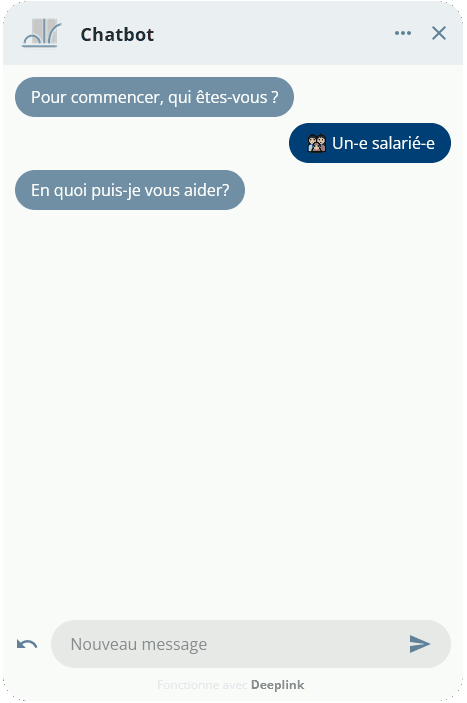 Chatbot
Pour commencer, qui êtes-vous ?
Un-e salarié-e
En quoi puis-je vous aider?
Nouveau message
Fonctionne avec Deeplink